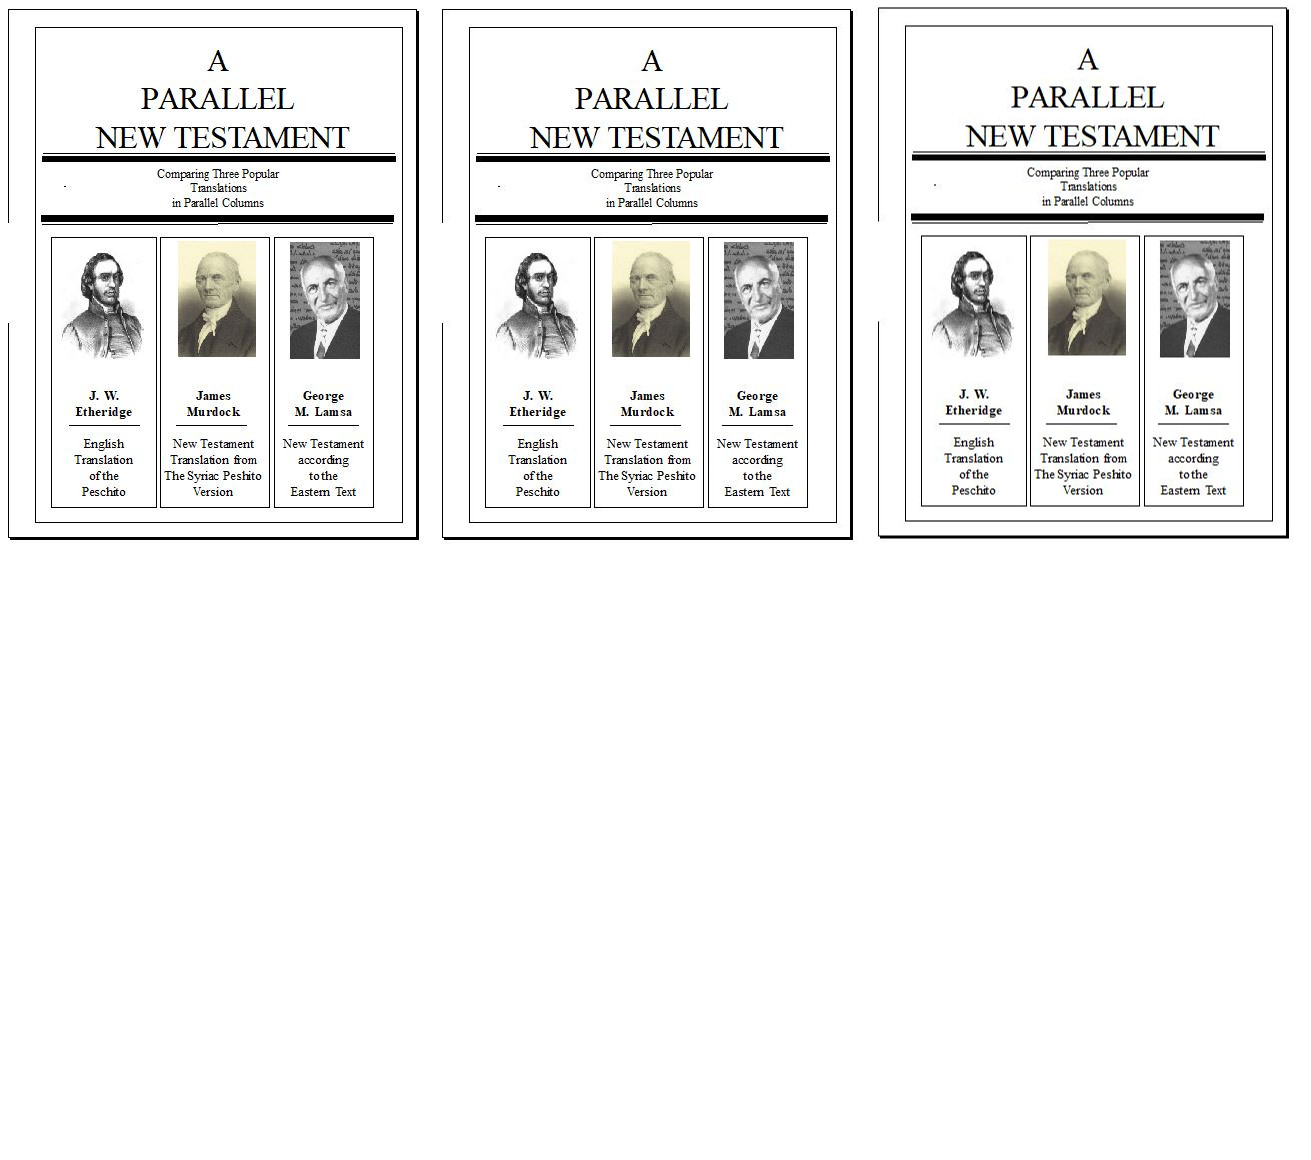 A
PARALLEL
NEW TESTAMENT
Comparing Three Popular
Translations
in Parallel Columns
J. W.
Etheridge
English
Translation
of the
Peschito
James
Murdock
New Testament
Translation from
The Syriac Peshito
Version
George
M. Lamsa
New Testament
according
to the
Eastern Text
A
PARALLEL
NEW TESTAMENT
Comparing Three Popular
Translations
in Parallel Columns
J. W.
Etheridge
English
Translation
of the
Peschito
James
Murdock
New Testament
Translation from
The Syriac Peshito
Version
George
M. Lamsa
New Testament
according
to the
Eastern Text
A
PARALLEL
NEW TESTAMENT
Comparing Three Popular
Translations
in Parallel Columns
J. W.
Etheridge
English
Translation
of the
Peschito
James
Murdock
New Testament
Translation from
The Syriac Peshito
Version
George
M. Lamsa
New Testament
according
to the
Eastern Text